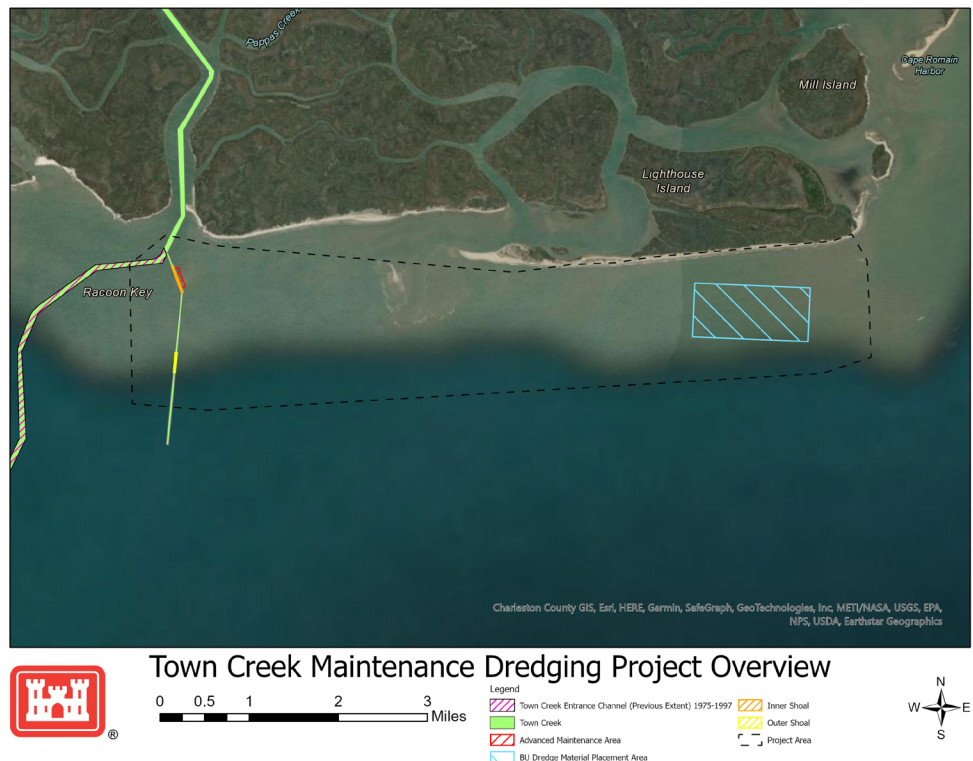 Pappas Creek
Cape Romain
Harbor
Mill Island
Lighthouse
Island
Racoon Key
Charleston County GIS, Esri, HERE, Garmin, SafeGraph, GeoTechnologies, Inc, METI/NASA, USGS, EPA,
NPS, USDA, Earthstar Geographics
Town Creek Maintenance Dredging Project Overview
0 0.5 1 2 3
Miles
®
Legend
Town Creek Entrance Channel (Previous Extent) 1975-1997
Town Creek
Advanced Maintenance Area
BU Dredge Material Placement Area
Inner Shoal
Outer Shoal
Project Area
N
W E
S